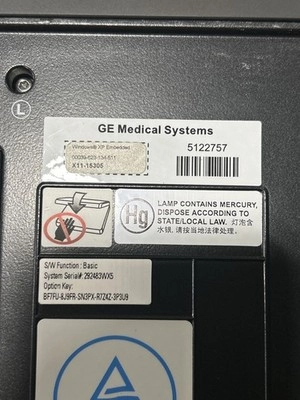 L
GE Medical Systems
Windows® XP Embedded
5122757
X11-15305
Hg
LAMP CONTAINS MERCURY,
DISPOSE ACCORDING TO
STATE/LOCAL LAW. 灯泡含
水银, 请按当地法律处理.
S/W Function : Basic
System Serial#: 292483WX5
Option Key:
BF7FU-8J9FR-SN3PX-R7Z4Z-3P3U9